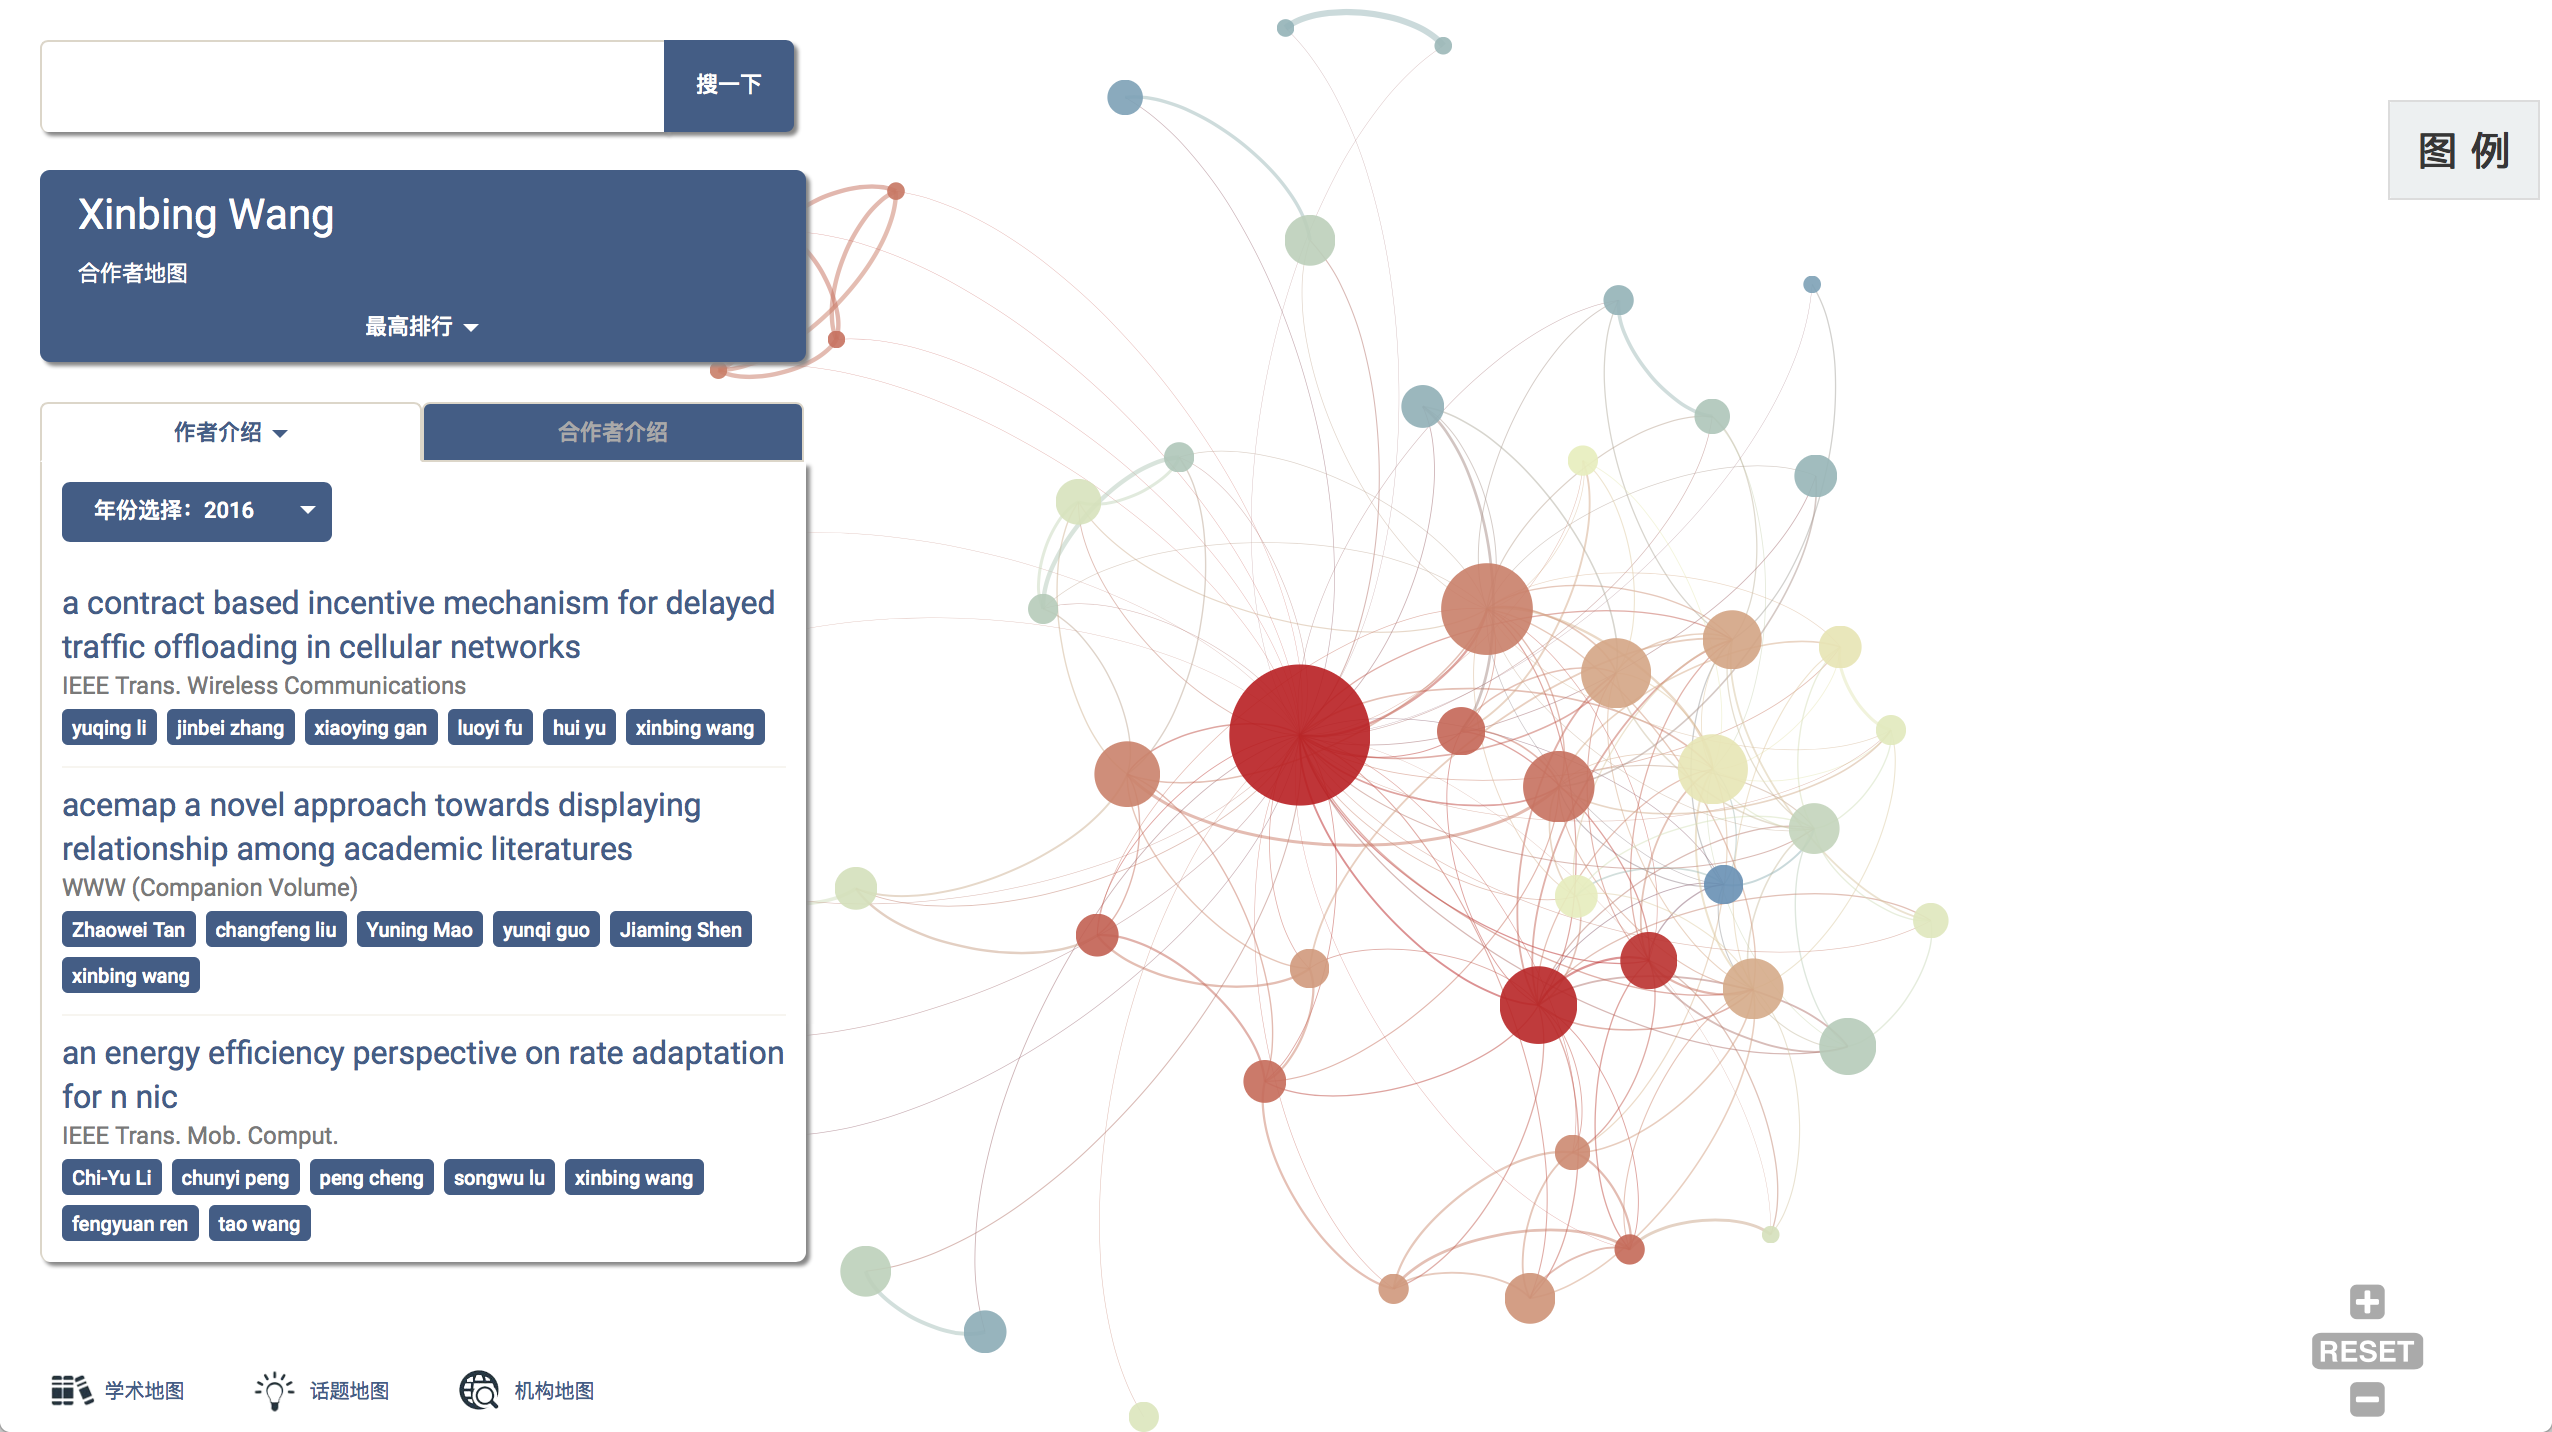 搜一下
Xinbing Wang
合作者地图
最高排行
图 例
作者介绍 合作者介绍
年份选择：2016
a contract based incentive mechanism for delayed
traffic offloading in cellular networks
IEEE Trans. Wireless Communications
yuqing li jinbei zhang xiaoying gan luoyi fu hui yu xinbing wang
acemap a novel approach towards displaying
relationship among academic literatures
WWW (Companion Volume)
Zhaowei Tan changfeng liu Yuning Mao yunqi guo Jiaming Shen
xinbing wang
an energy efficiency perspective on rate adaptation
for n nic
IEEE Trans. Mob. Comput.
Chi-Yu Li chunyi peng peng cheng songwu lu xinbing wang
fengyuan ren tao wang
学术地图 话题地图 机构地图
RESET